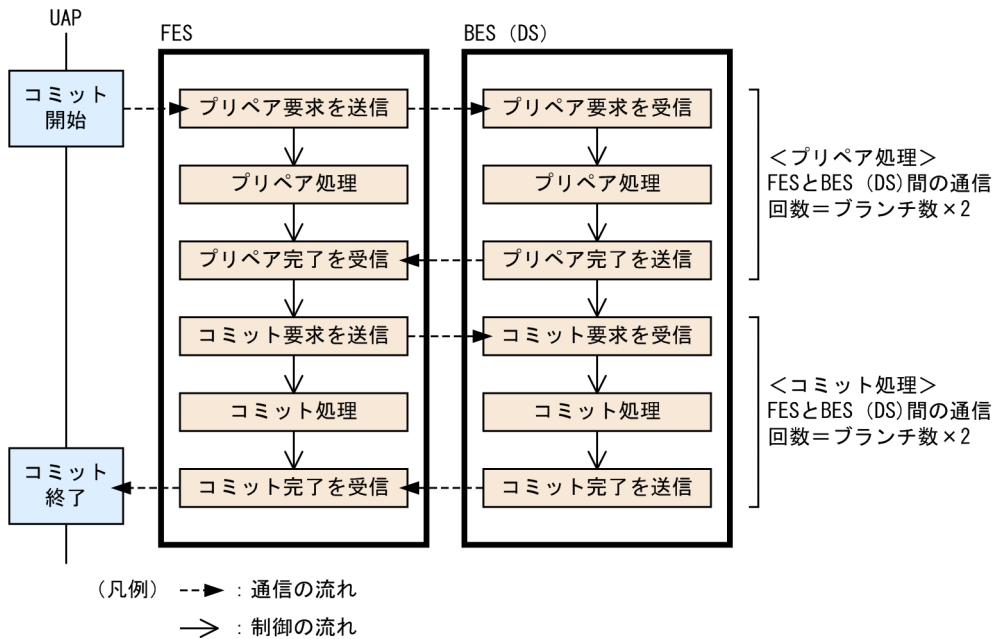 UAP
FES
BES (DS)
コミット
開始
プリペア要求を送信
プリペア要求を受信
プリペア処理
プリペア処理
プリペア完了を受信
プリペア完了を送信
＜プリペア処理＞
FESとBES (DS)間の通信
回数＝ブランチ数×2
コミット要求を送信
コミット要求を受信
コミット処理
コミット処理
コミット完了を受信
コミット完了を送信
＜コミット処理＞
FESとBES (DS)間の通信
回数＝ブランチ数×2
コミット
終了
(凡例)
：通信の流れ
：制御の流れ